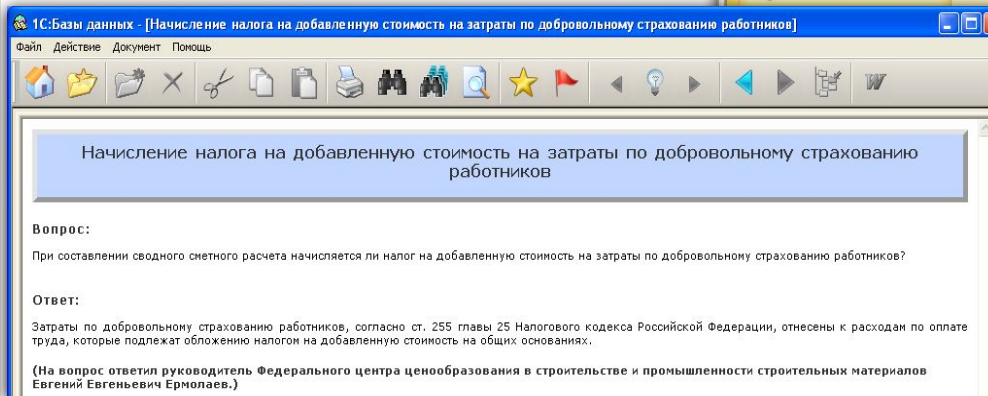 1С:Базы данных - [Начисление налога на добавленную стоимость на затраты по добровольному страхованию работников]
Файл Действие Документ Помощь
W
Начисление налога на добавленную стоимость на затраты по добровольному страхованию
работников
Вопрос:
При составлении сводного сметного расчета начисляется ли налог на добавленную стоимость на затраты по добровольному страхованию работников?
Ответ:
Затраты по добровольному страхованию работников, согласно ст. 255 главы 25 Налогового кодекса Российской Федерации, отнесены к расходам по оплате
труда, которые подлежат обложению налогом на добавленную стоимость на общих основаниях.
(На вопрос ответил руководитель Федерального центра ценообразования в строительстве и промышленности строительных материалов
Евгений Евгеньевич Ермолаев.)